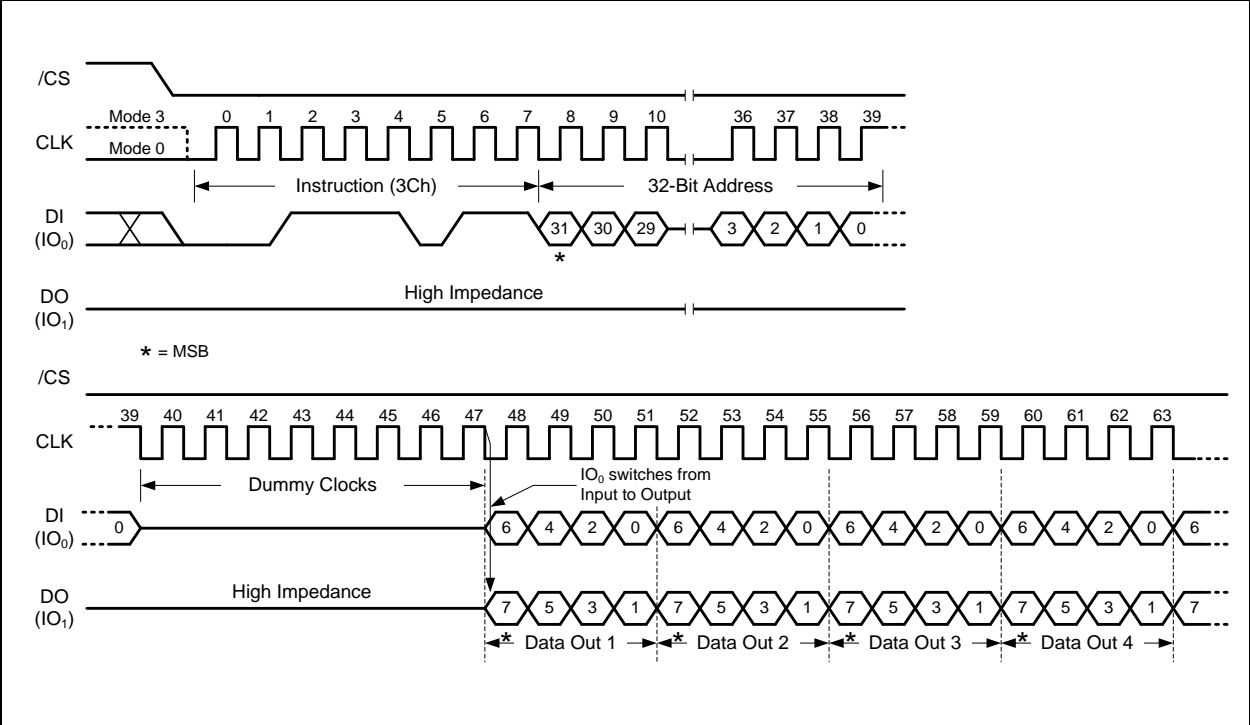 /CS
Mode 3 0 1 2 3 4 5 6 7 8 9 10 36 37 38 39
CLK
Mode 0
Instruction (3Ch) 32-Bit Address
DI
(IO₀)
31 30 29 3 2 1 0
*
High Impedance
DO
(IO₁)
* = MSB
/CS
39 40 41 42 43 44 45 46 47 48 49 50 51 52 53 54 55 56 57 58 59 60 61 62 63
CLK
Dummy Clocks
IO₀ switches from
Input to Output
DI
(IO₀)
0 6 4 2 0 6 4 2 0 6 4 2 0 6 4 2 0 6
High Impedance
DO
(IO₁)
7 5 3 1 7 5 3 1 7 5 3 1 7 5 3 1 7
* Data Out 1 * Data Out 2 * Data Out 3 * Data Out 4